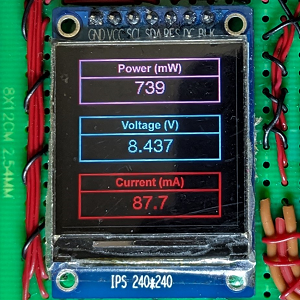 GND VCC SCL SDA RES DC BLK
Power (mW)
739
Voltage (V)
8.437
Current (mA)
87.7
IPS 240*240
8X12CM 2.54MM